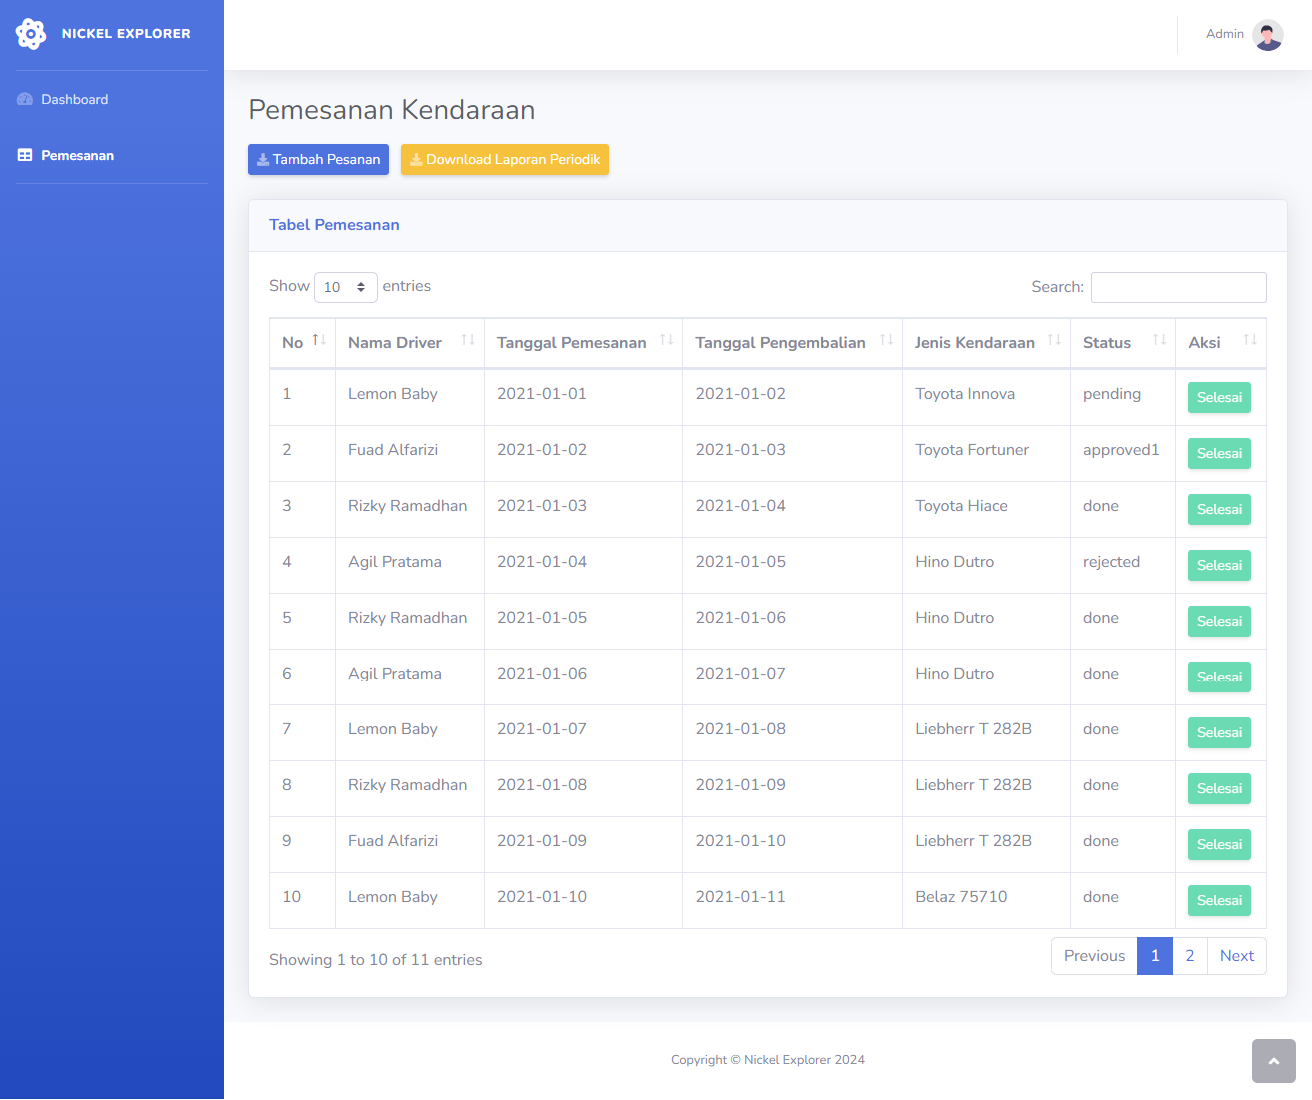 NICKEL EXPLORER
Admin
Dashboard
Pemesanan
Pemesanan Kendaraan
Tambah Pesanan Download Laporan Periodik
Tabel Pemesanan
Show 10 entries Search:
No Nama Driver Tanggal Pemesanan Tanggal Pengembalian Jenis Kendaraan Status Aksi
1 Lemon Baby 2021-01-01 2021-01-02 Toyota Innova pending Selesai
2 Fuad Alfarizi 2021-01-02 2021-01-03 Toyota Fortuner approved1 Selesai
3 Rizky Ramadhan 2021-01-03 2021-01-04 Toyota Hiace done Selesai
4 Agil Pratama 2021-01-04 2021-01-05 Hino Dutro rejected Selesai
5 Rizky Ramadhan 2021-01-05 2021-01-06 Hino Dutro done Selesai
6 Agil Pratama 2021-01-06 2021-01-07 Hino Dutro done Selesai
7 Lemon Baby 2021-01-07 2021-01-08 Liebherr T 282B done Selesai
8 Rizky Ramadhan 2021-01-08 2021-01-09 Liebherr T 282B done Selesai
9 Fuad Alfarizi 2021-01-09 2021-01-10 Liebherr T 282B done Selesai
10 Lemon Baby 2021-01-10 2021-01-11 Belaz 75710 done Selesai
Showing 1 to 10 of 11 entries Previous 1 2 Next
Copyright © Nickel Explorer 2024